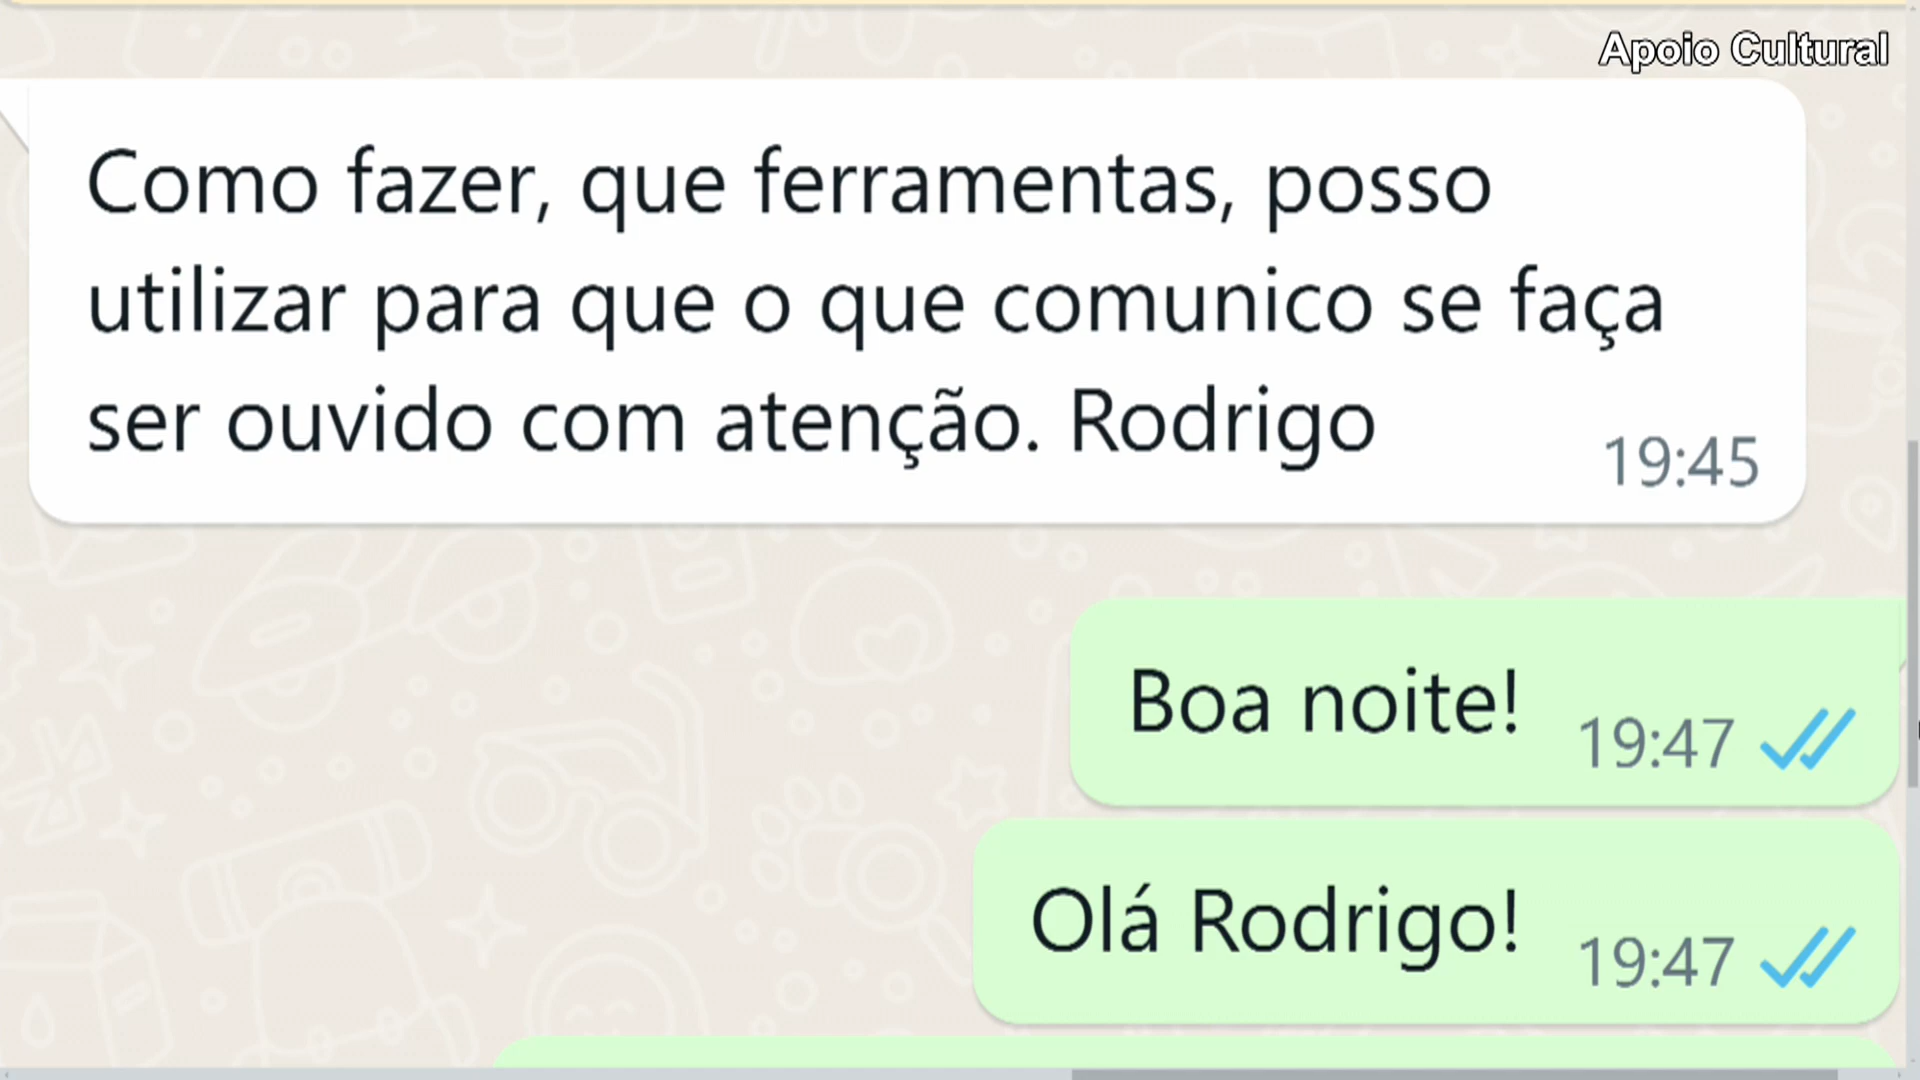 Apoio Cultural
Como fazer, que ferramentas, posso
utilizar para que o que comunico se faça
ser ouvido com atenção. Rodrigo
19:45
Boa noite!
19:47
Olá Rodrigo!
19:47